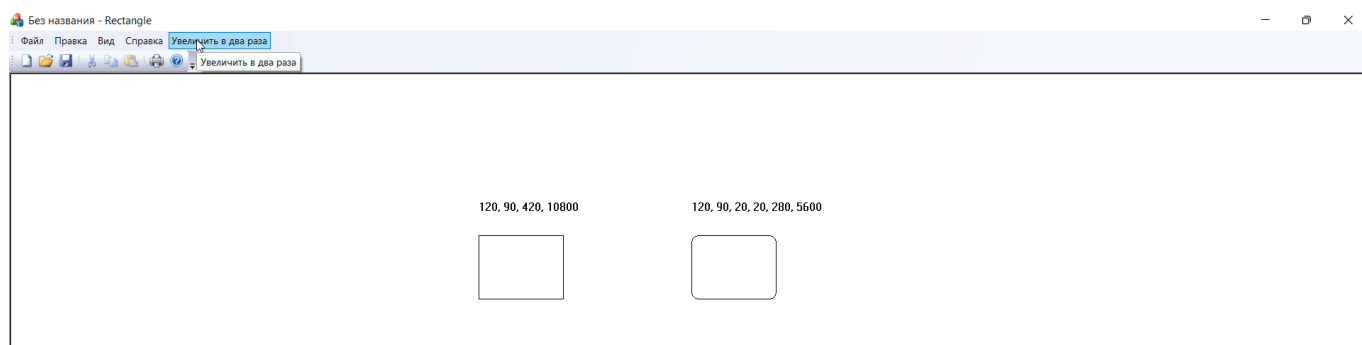 Без названия - Rectangle
Файл Правка Вид Справка Увеличить в два раза
Увеличить в два раза
120, 90, 420, 10800
120, 90, 20, 20, 280, 5600